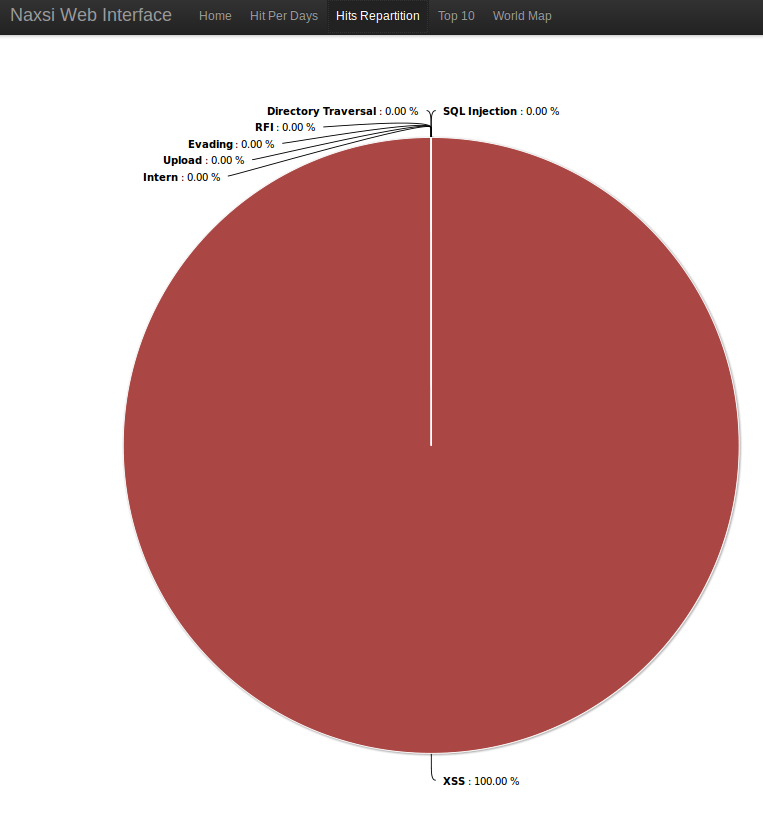 Naxsi Web Interface Home Hit Per Days Hits Repartition Top 10 World Map
Directory Traversal : 0.00 % SQL Injection : 0.00 %
RFI : 0.00 %
Evading : 0.00 %
Upload : 0.00 %
Intern : 0.00 %
XSS : 100.00 %